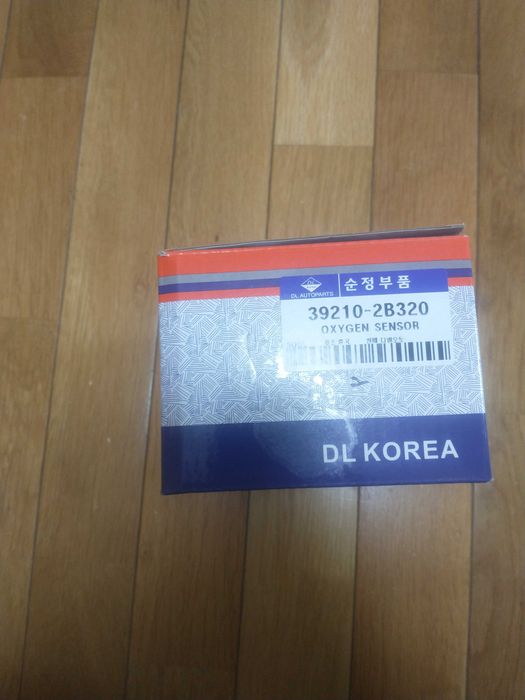 DL AUTOPARTS
순정부품
39210-2B320
OXYGEN SENSOR
DL KOREA